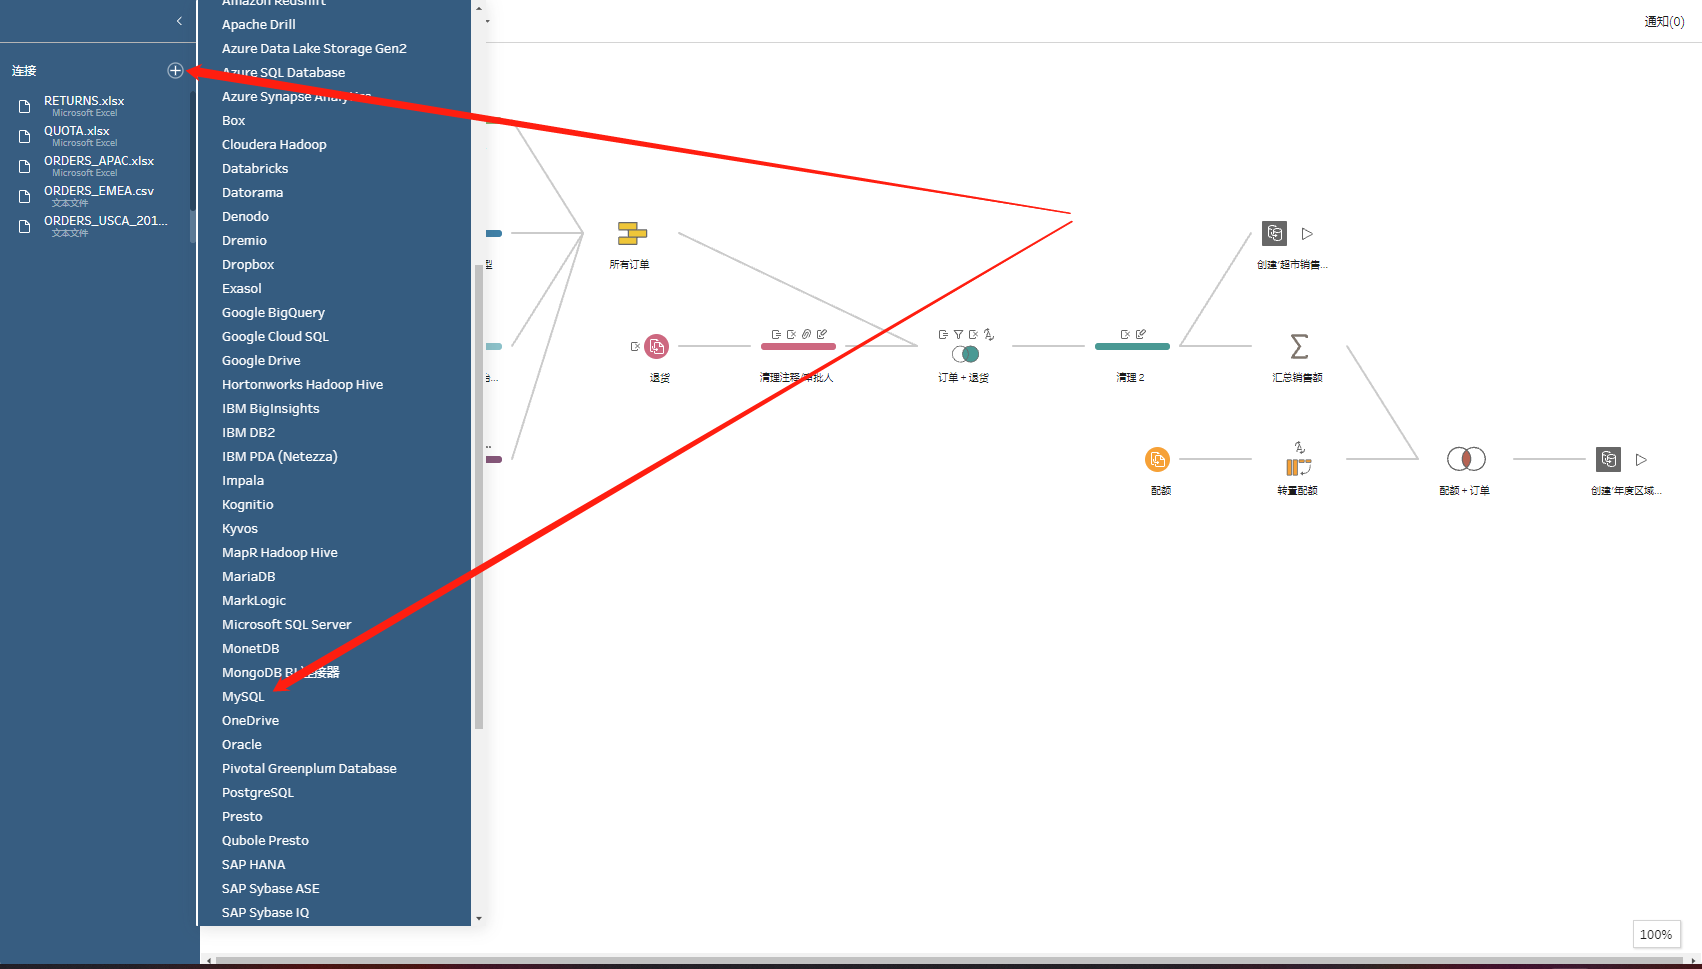 通知(0)
连接
RETURNS.xlsx
Microsoft Excel
QUOTA.xlsx
Microsoft Excel
ORDERS_APAC.xlsx
Microsoft Excel
ORDERS_EMEA.csv
文本文件
ORDERS_USCA_201...
文本文件
Amazon Redshift
Apache Drill
Azure Data Lake Storage Gen2
Azure SQL Database
Azure Synapse Analytics
Box
Cloudera Hadoop
Databricks
Datorama
Denodo
Dremio
Dropbox
Exasol
Google BigQuery
Google Cloud SQL
Google Drive
Hortonworks Hadoop Hive
IBM BigInsights
IBM DB2
IBM PDA (Netezza)
Impala
Kognitio
Kyvos
MapR Hadoop Hive
MariaDB
MarkLogic
Microsoft SQL Server
MonetDB
MongoDB BI 连接器
MySQL
OneDrive
Oracle
Pivotal Greenplum Database
PostgreSQL
Presto
Qubole Presto
SAP HANA
SAP Sybase ASE
SAP Sybase IQ
型
所有订单
创建'超市销售...
退货
清理注释/审批人
订单 + 退货
清理 2
汇总销售额
配额
转置配额
配额 + 订单
创建'年度区域...
100%